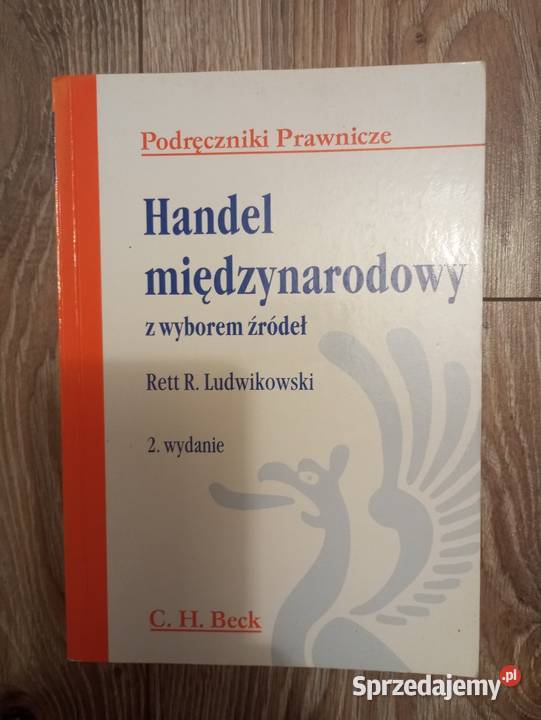 Podręczniki Prawnicze
Handel
międzynarodowy
z wyborem źródeł
Rett R. Ludwikowski
2. wydanie
C. H. Beck
Sprzedajemy.pl